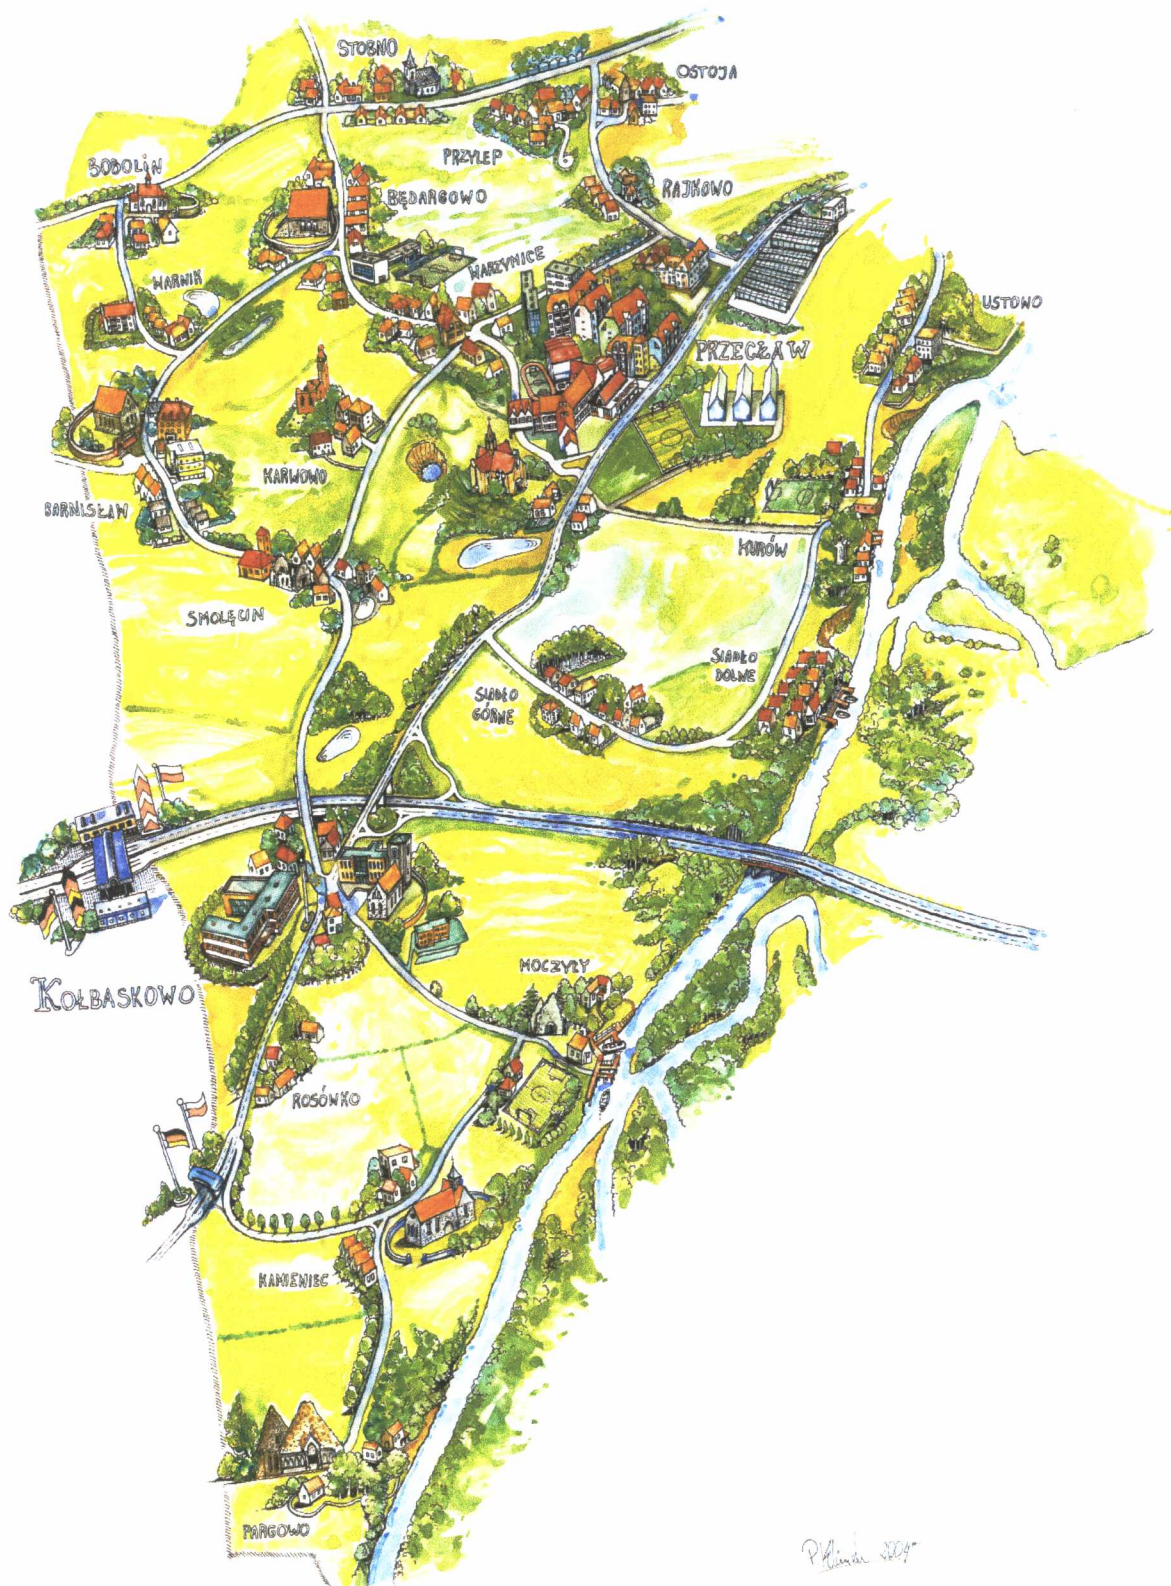 STOBNO
OSTOJA
PRZYLEP
BOBOLIN
BĘDARGOWO
RAJKOWO
WARZYNICE
WARNIK
USTOWO
PRZECŁAW
KARWOWO
BARNISŁAW
KURÓW
SMOLĘCIN
SIADŁO
DOLNE
SIADŁO
GÓRNE
MOCZYŁY
KOŁBASKOWO
ROSÓWKO
KAMIENIEC
PARGOWO